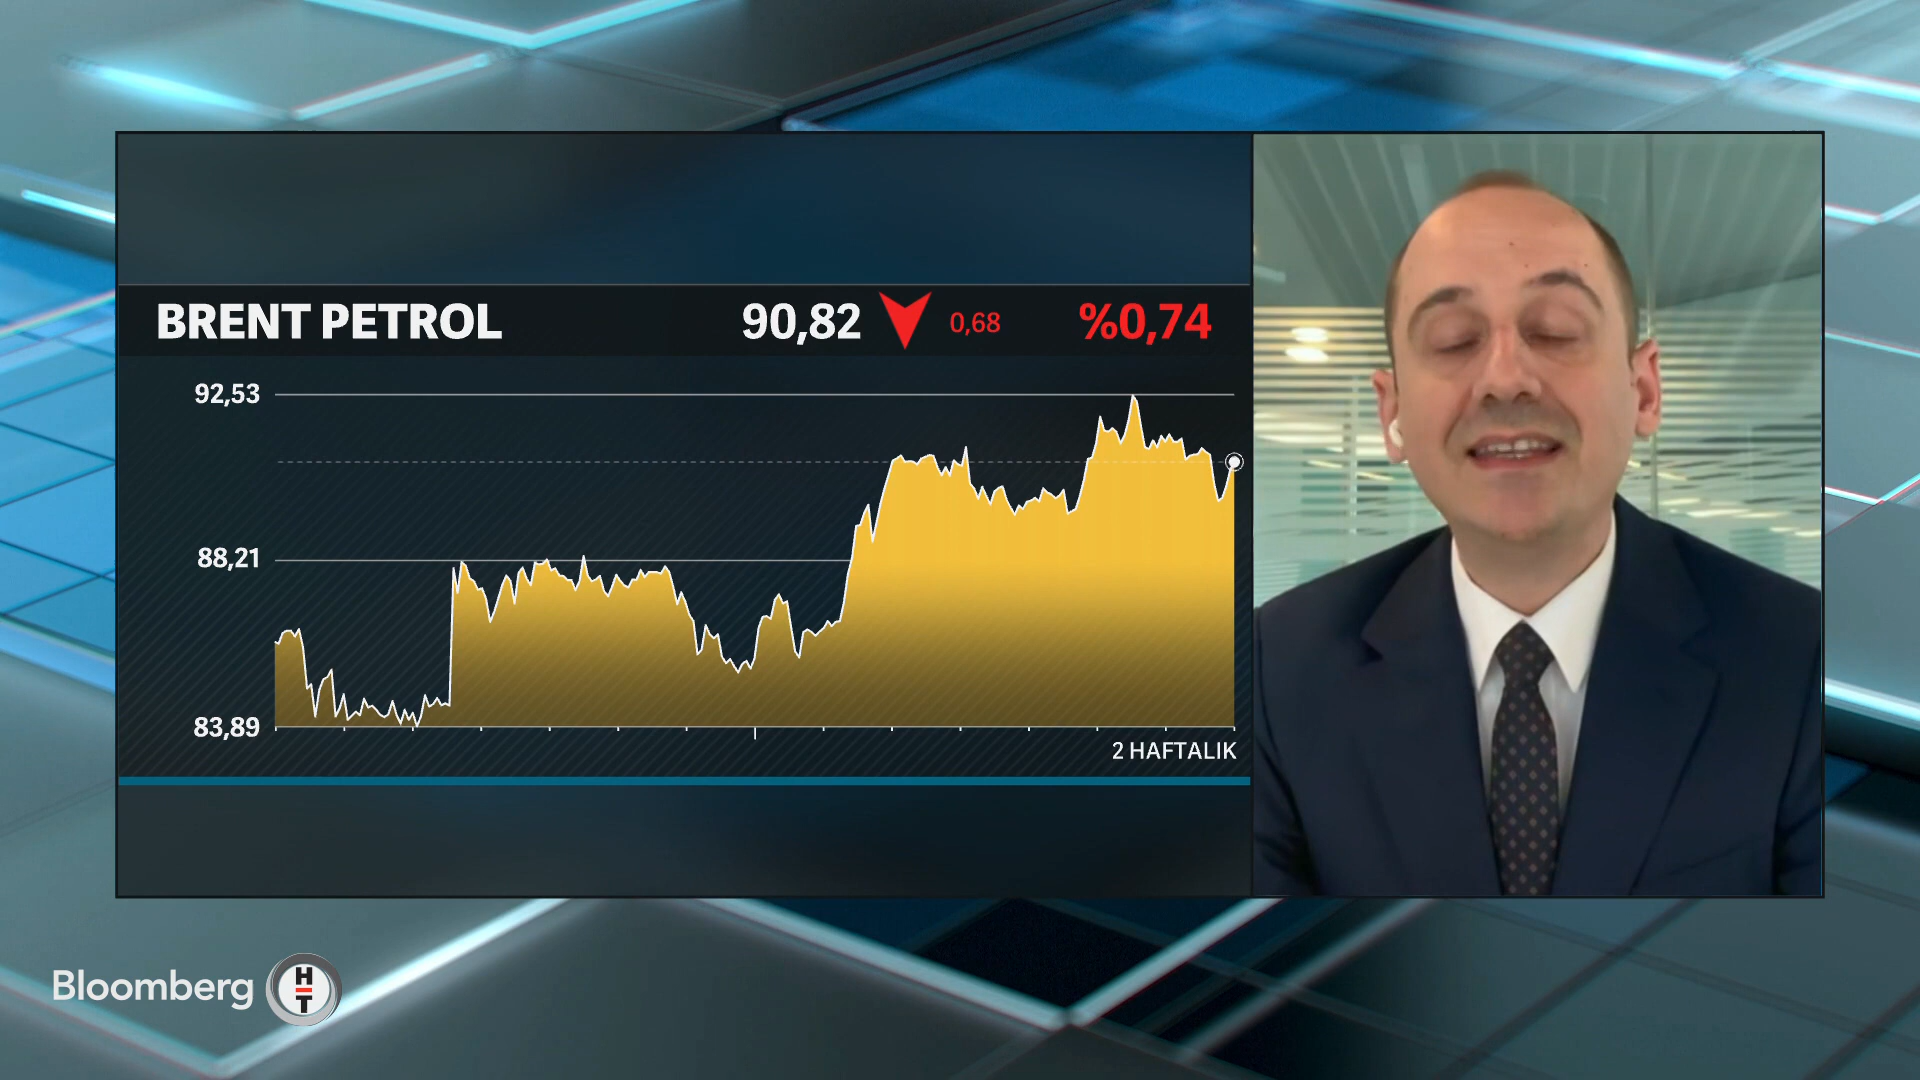 BRENT PETROL 90,82 0,68 %0,74
92,53
88,21
83,89
2 HAFTALIK
Bloomberg HT